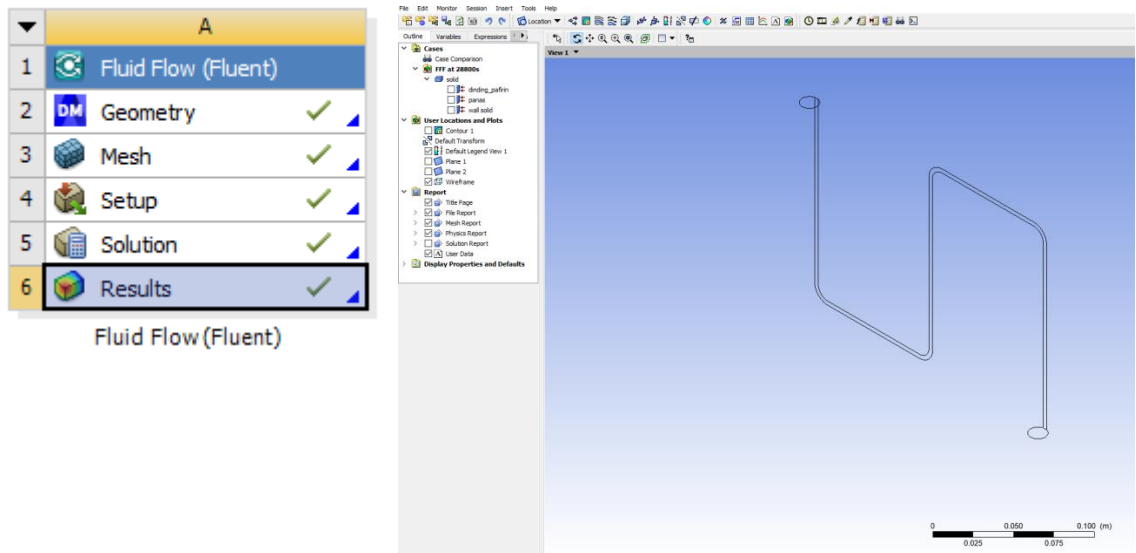 A
1 Fluid Flow (Fluent)
2 DM Geometry
3 Mesh
4 Setup
5 Solution
6 Results
Fluid Flow (Fluent)
File Edit Monitor Session Insert Tools Help
Location
Outline Variables Expressions
Cases
Case Comparison
FFF at 28800s
solid
dinding_pafirin
panas
wall solid
User Locations and Plots
Contour 1
Default Transform
Default Legend View 1
Plane 1
Plane 2
Wireframe
Report
Title Page
File Report
Mesh Report
Physics Report
Solution Report
User Data
Display Properties and Defaults
View 1
0 0.050 0.100 (m)
0.025 0.075